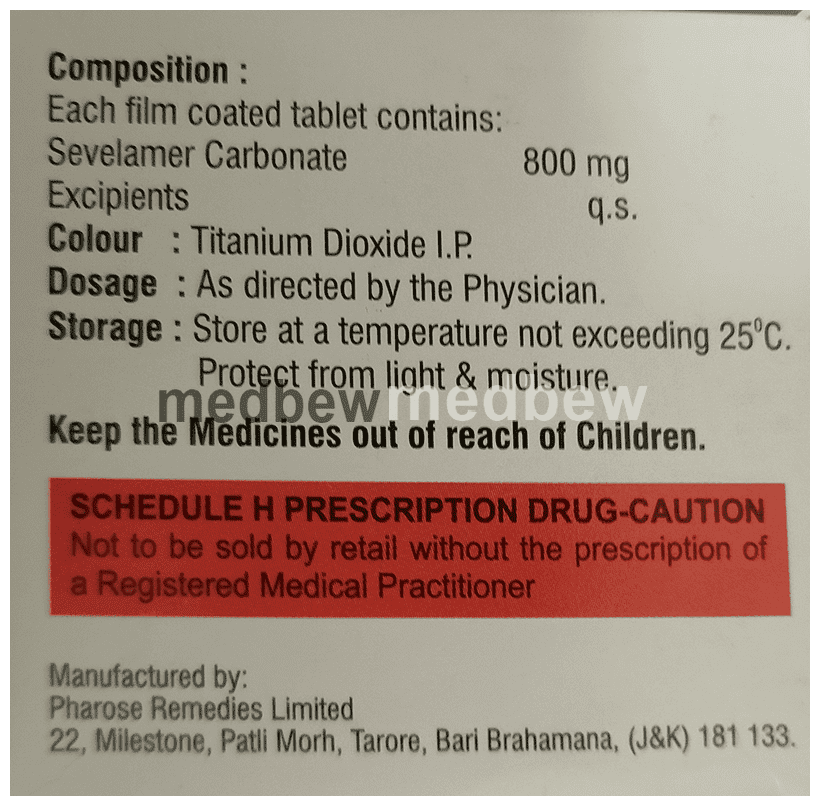 Composition :
Each film coated tablet contains:
Sevelamer Carbonate 800 mg
Excipients q.s.
Colour : Titanium Dioxide I.P.
Dosage : As directed by the Physician.
Storage : Store at a temperature not exceeding 25⁰C.
Protect from light & moisture.
medbew medbew
Keep the Medicines out of reach of Children.
SCHEDULE H PRESCRIPTION DRUG-CAUTION
Not to be sold by retail without the prescription of
a Registered Medical Practitioner
Manufactured by:
Pharose Remedies Limited
22, Milestone, Patli Morh, Tarore, Bari Brahamana, (J&K) 181 133.